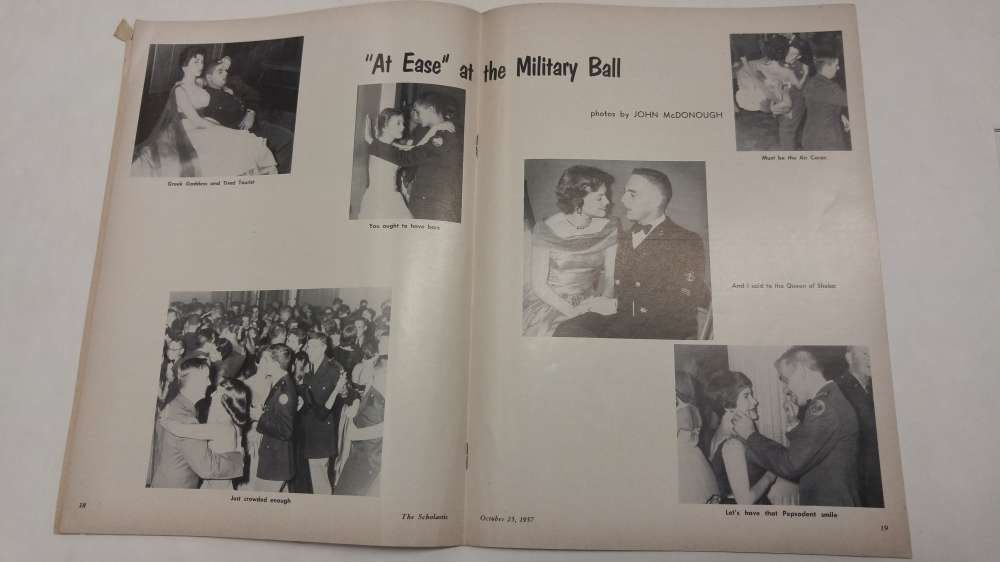 "At Ease" at the Military Ball
photos by JOHN McDONOUGH
Greek Goddess and Tired Tourist
You ought to have bars
Just crowded enough
Must be the Air Corps.
And I said to the Queen of Sheba:
Let's have that Pepsodent smile
18
The Scholastic
October 25, 1957
19